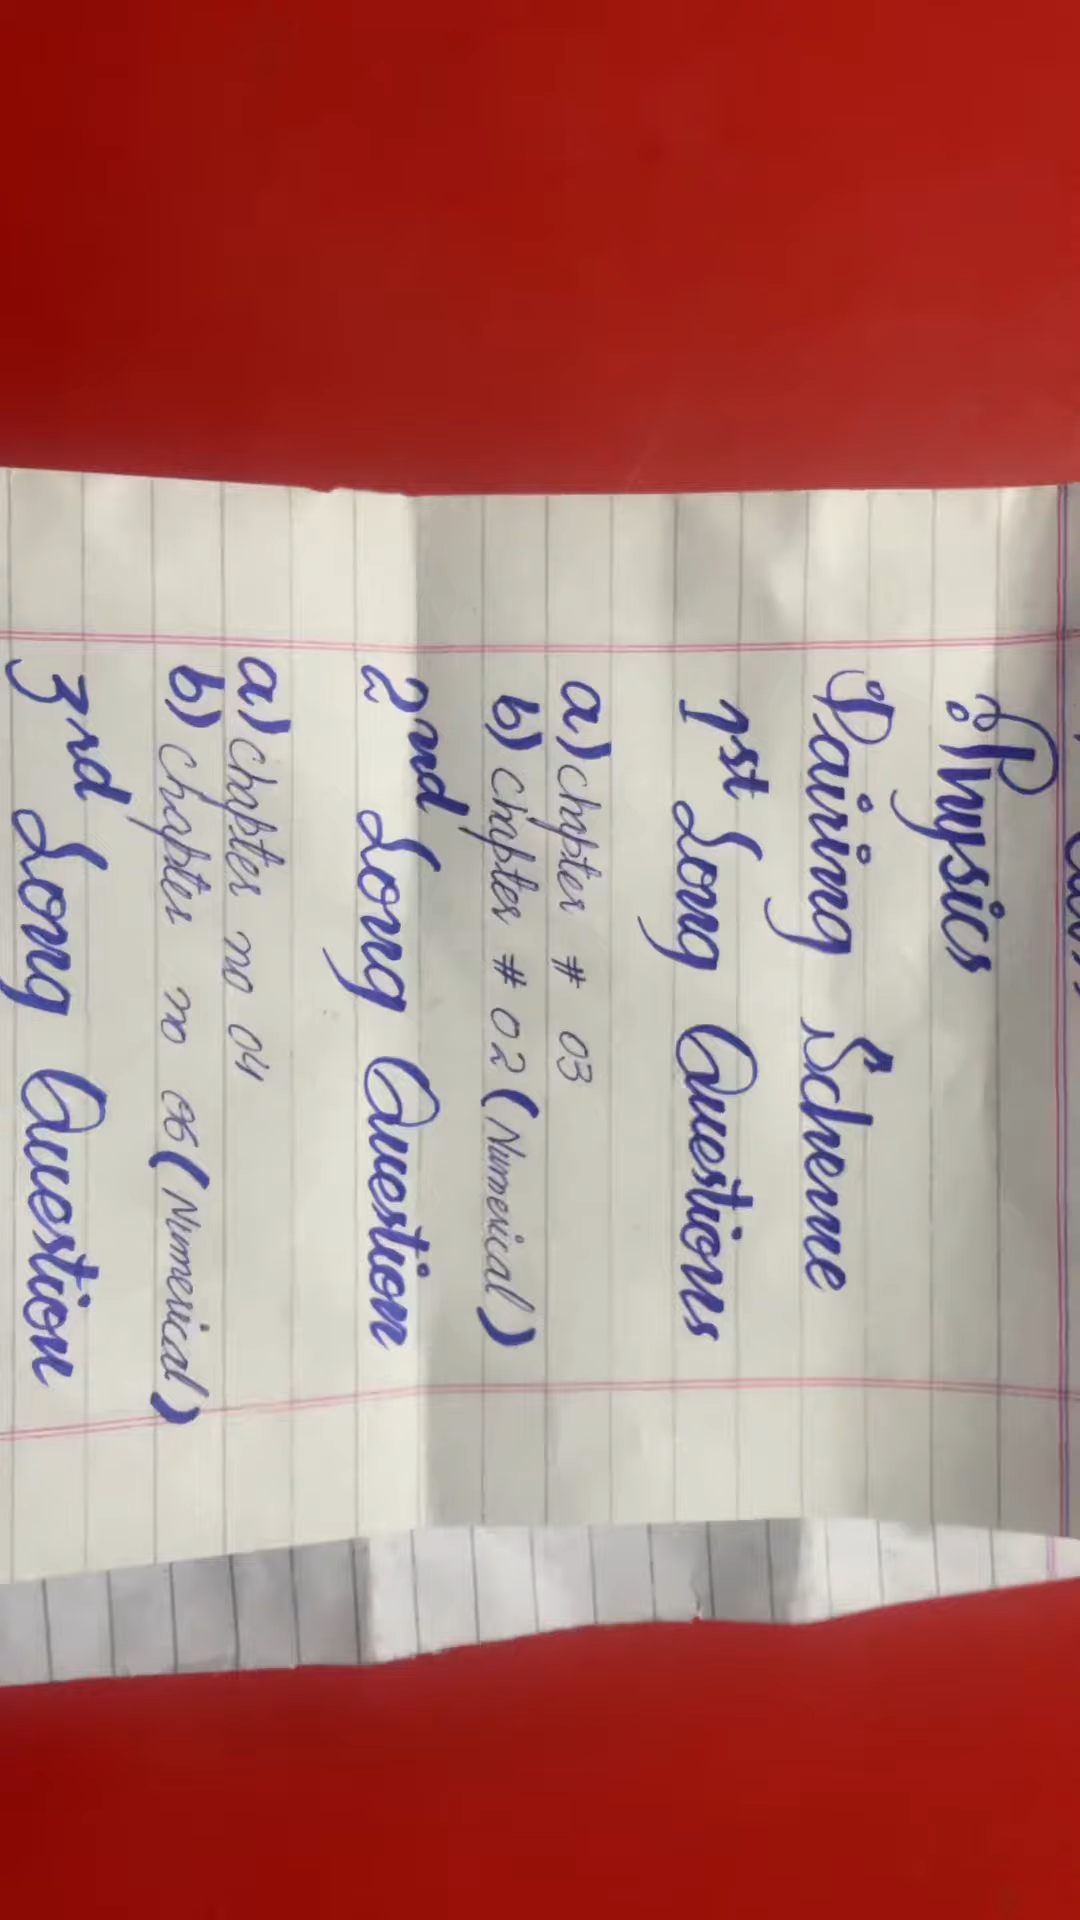 Physics
Pairing Scheme
1st Long Questions
a) chapter # 03
b) chapter # 02 (Numerical)
2nd Long Question
a) chapter no 04
b) chapter no 06 (Numerical)
3rd Long Question